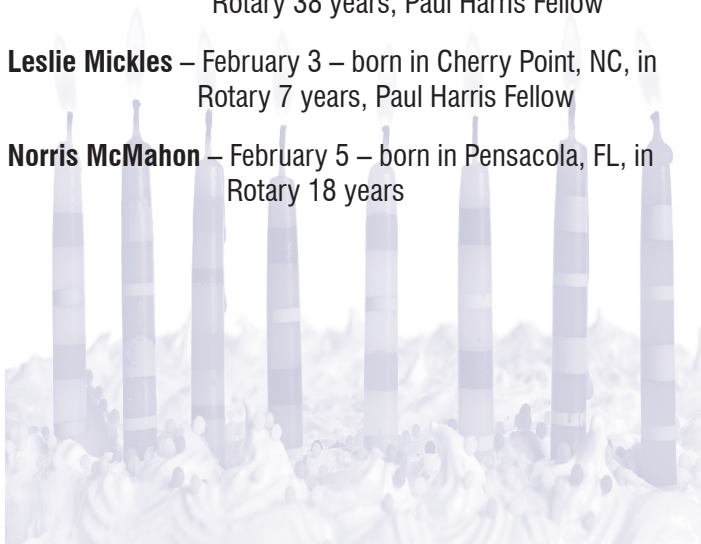 Rotary 38 years, Paul Harris Fellow
Leslie Mickles – February 3 – born in Cherry Point, NC, in
Rotary 7 years, Paul Harris Fellow
Norris McMahon – February 5 – born in Pensacola, FL, in
Rotary 18 years